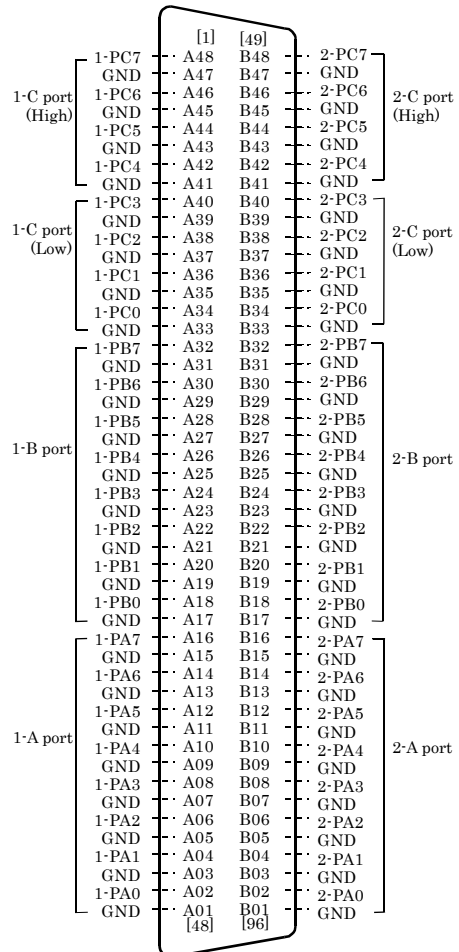 [1] [49]
1-PC7 A48 B48 2-PC7
GND A47 B47 GND
1-C port (High) 1-PC6 A46 B46 2-PC6 2-C port (High)
GND A45 B45 GND
1-PC5 A44 B44 2-PC5
GND A43 B43 GND
1-PC4 A42 B42 2-PC4
GND A41 B41 GND
1-PC3 A40 B40 2-PC3
GND A39 B39 GND
1-C port (Low) 1-PC2 A38 B38 2-PC2 2-C port (Low)
GND A37 B37 GND
1-PC1 A36 B36 2-PC1
GND A35 B35 GND
1-PC0 A34 B34 2-PC0
GND A33 B33 GND
1-PB7 A32 B32 2-PB7
GND A31 B31 GND
1-PB6 A30 B30 2-PB6
GND A29 B29 GND
1-PB5 A28 B28 2-PB5
GND A27 B27 GND
1-B port 1-PB4 A26 B26 2-PB4 2-B port
GND A25 B25 GND
1-PB3 A24 B24 2-PB3
GND A23 B23 GND
1-PB2 A22 B22 2-PB2
GND A21 B21 GND
1-PB1 A20 B20 2-PB1
GND A19 B19 GND
1-PB0 A18 B18 2-PB0
GND A17 B17 GND
1-PA7 A16 B16 2-PA7
GND A15 B15 GND
1-PA6 A14 B14 2-PA6
GND A13 B13 GND
1-PA5 A12 B12 2-PA5
GND A11 B11 GND
1-A port 1-PA4 A10 B10 2-PA4 2-A port
GND A09 B09 GND
1-PA3 A08 B08 2-PA3
GND A07 B07 GND
1-PA2 A06 B06 2-PA2
GND A05 B05 GND
1-PA1 A04 B04 2-PA1
GND A03 B03 GND
1-PA0 A02 B02 2-PA0
GND A01 B01 GND
[48] [96]